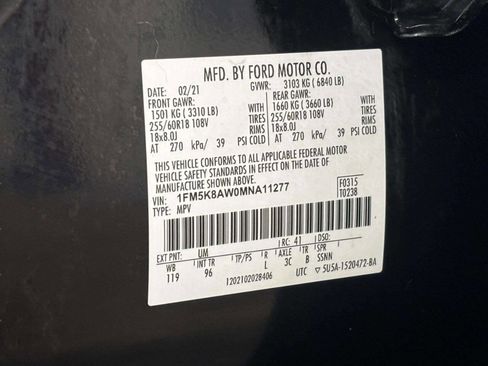 MFD. BY FORD MOTOR CO.
DATE: 02/21 GVWR: 3103 KG ( 6840 LB)
FRONT GAWR: REAR GAWR:
1501 KG ( 3310 LB) 1660 KG ( 3660 LB)
255/60R18 108V TIRES 255/60R18 108V TIRES
18x8.0J RIMS 18x8.0J RIMS
AT 270 kPa/ 39 PSI COLD AT 270 kPa/ 39 PSI COLD
THIS VEHICLE CONFORMS TO ALL APPLICABLE FEDERAL MOTOR
VEHICLE SAFETY STANDARDS IN EFFECT ON THE DATE OF
MANUFACTURE SHOWN ABOVE.
VIN: 1FM5K8AW0MNA11277 F0315
TYPE: MPV T0238
EXT PNT: UM RC: 41 DSO:
WB INT TR TP/PS R AXLE TR SPR
119 96 L 3C B SSNN
1202102028406 UTC ▽ 5U5A-1520472-BA